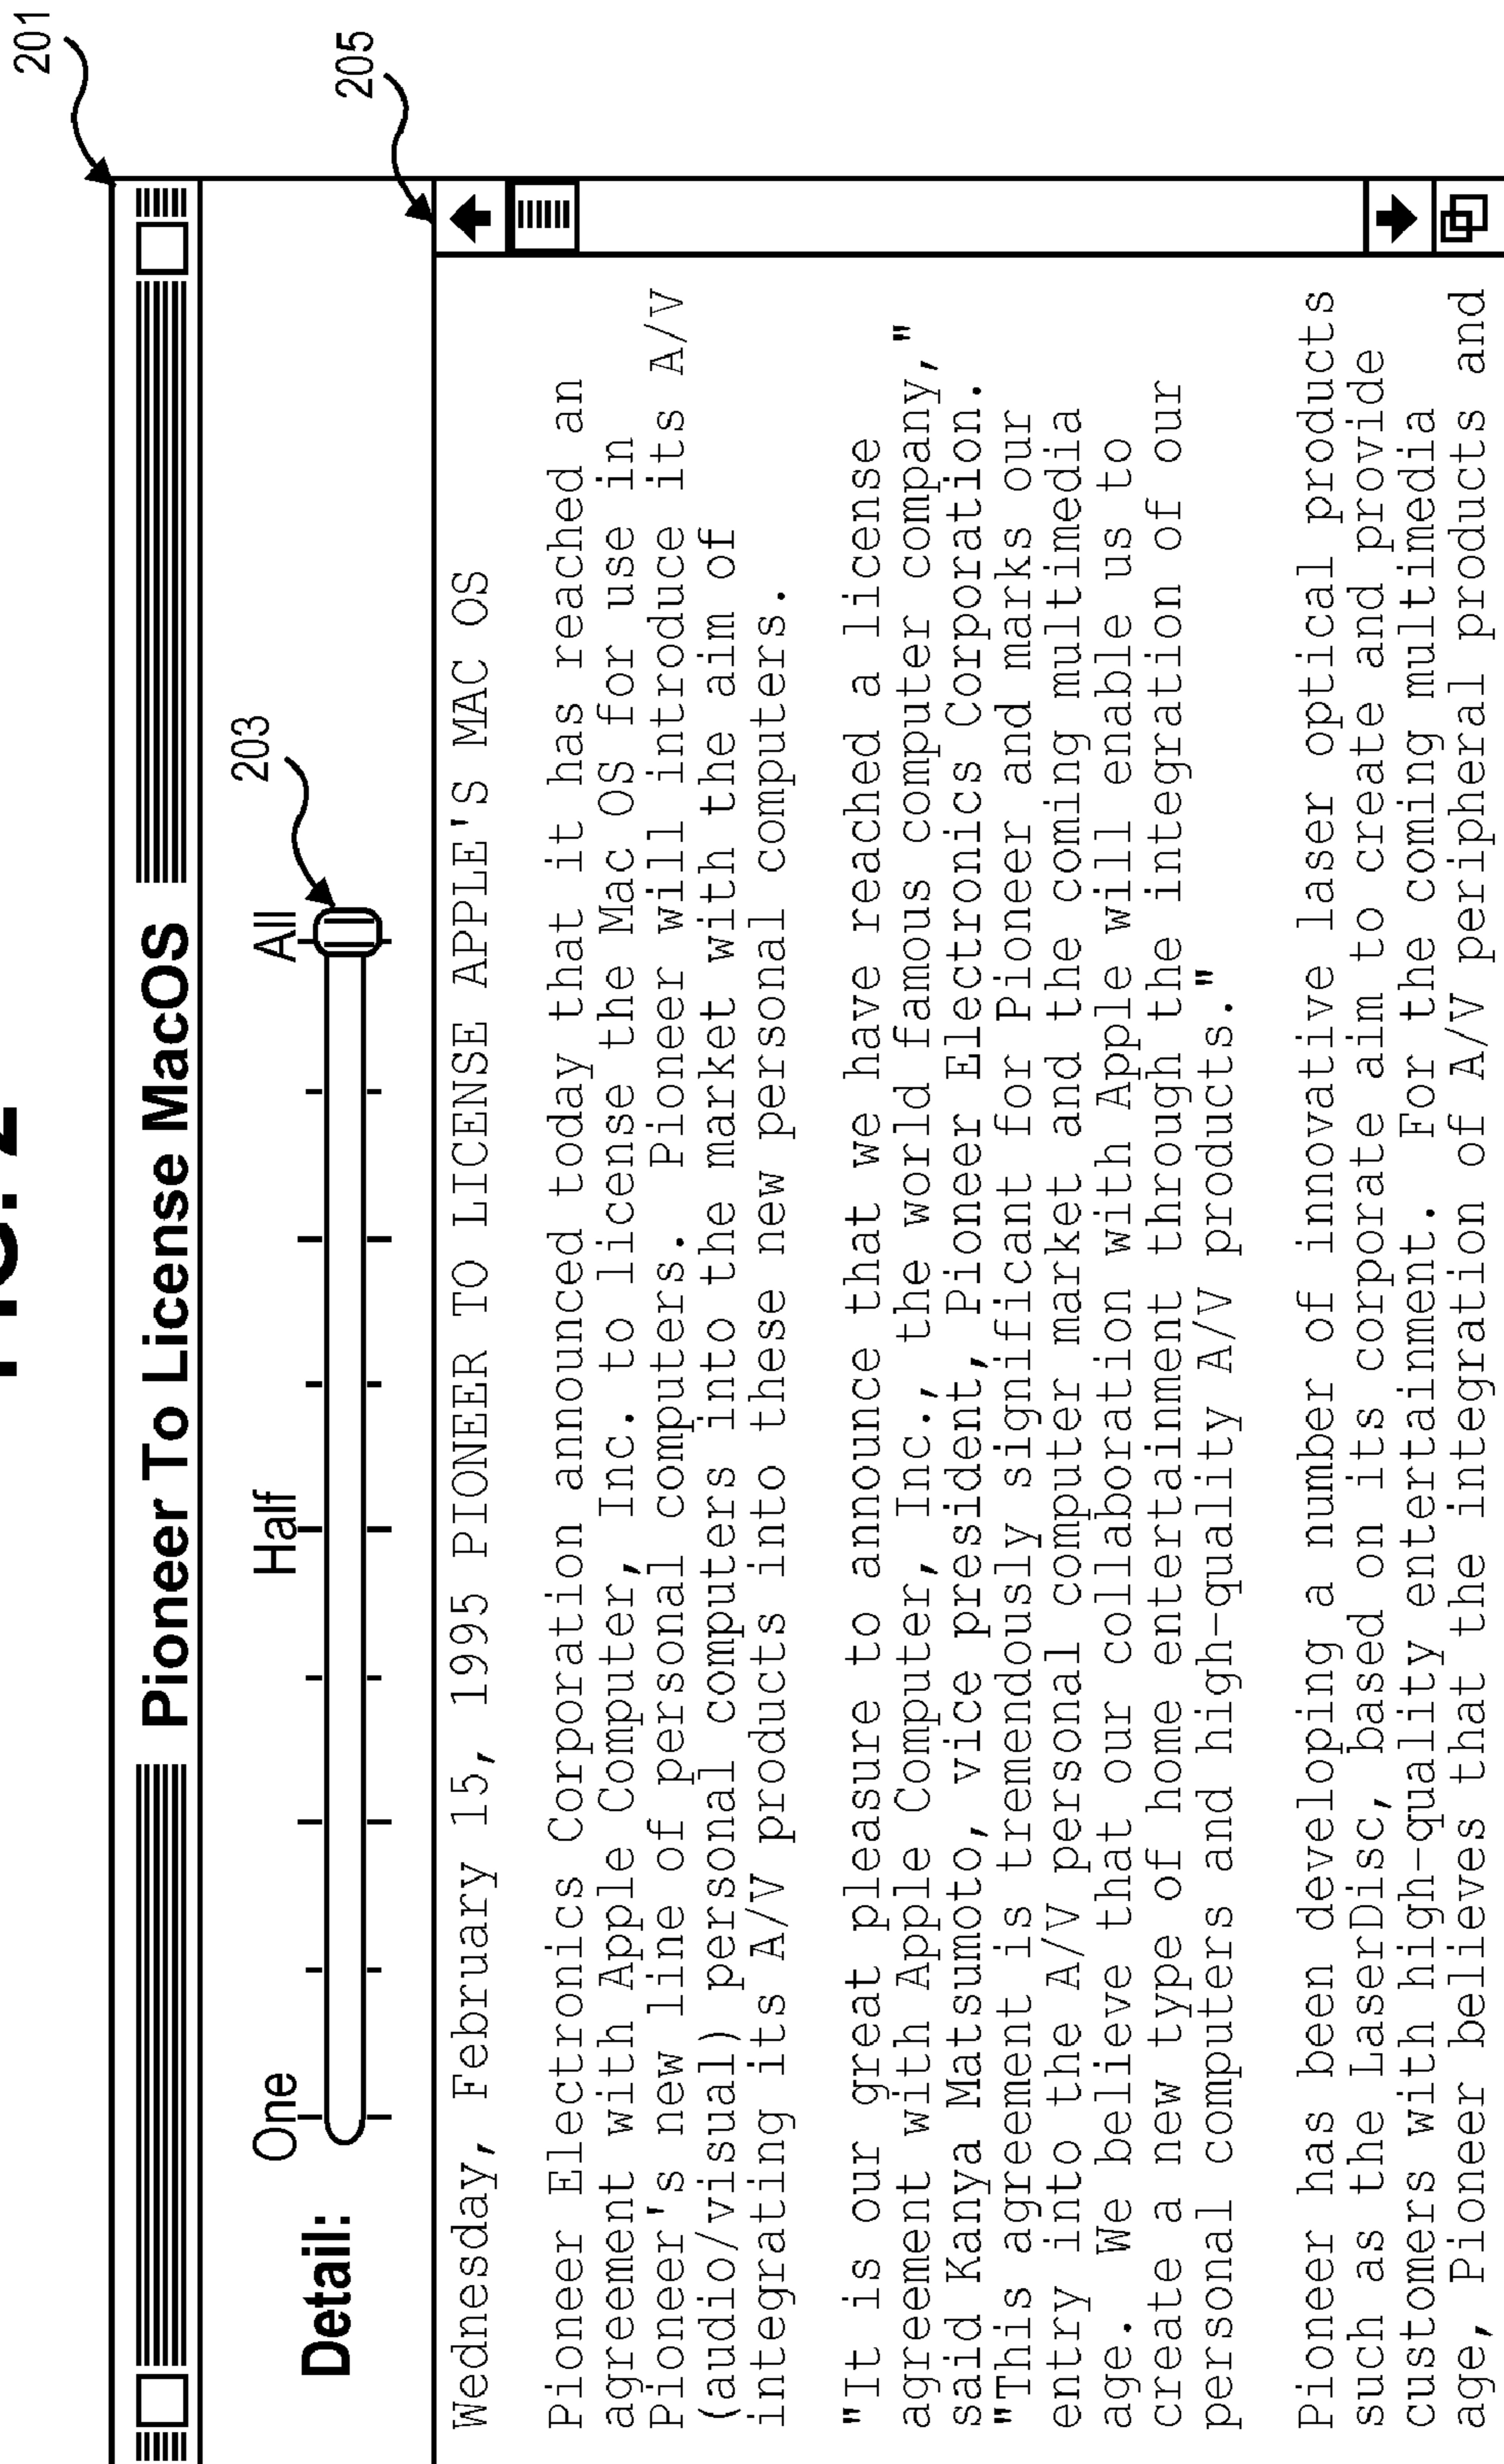 FIG. 2
201
Pioneer To License MacOS
203
205
One
Half
All
Detail:
Wednesday, February 15, 1995 PIONEER TO LICENSE APPLE'S MAC OS
Pioneer Electronics Corporation announced today that it has reached an
agreement with Apple Computer, Inc. to license the Mac OS for use in
Pioneer's new line of personal computers. Pioneer will introduce its A/V
(audio/visual) personal computers into the market with the aim of
integrating its A/V products into these new personal computers.
"It is our great pleasure to announce that we have reached a license
agreement with Apple Computer, Inc., the world famous computer company,"
said Kanya Matsumoto, vice president, Pioneer Electronics Corporation.
"This agreement is tremendously significant for Pioneer and marks our
entry into the A/V personal computer market and the coming multimedia
age. We believe that our collaboration with Apple will enable us to
create a new type of home entertainment through the integration of our
personal computers and high-quality A/V products."
Pioneer has been developing a number of innovative laser optical products
such as the LaserDisc, based on its corporate aim to create and provide
customers with high-quality entertainment. For the coming multimedia
age, Pioneer believes that the integration of A/V peripheral products and